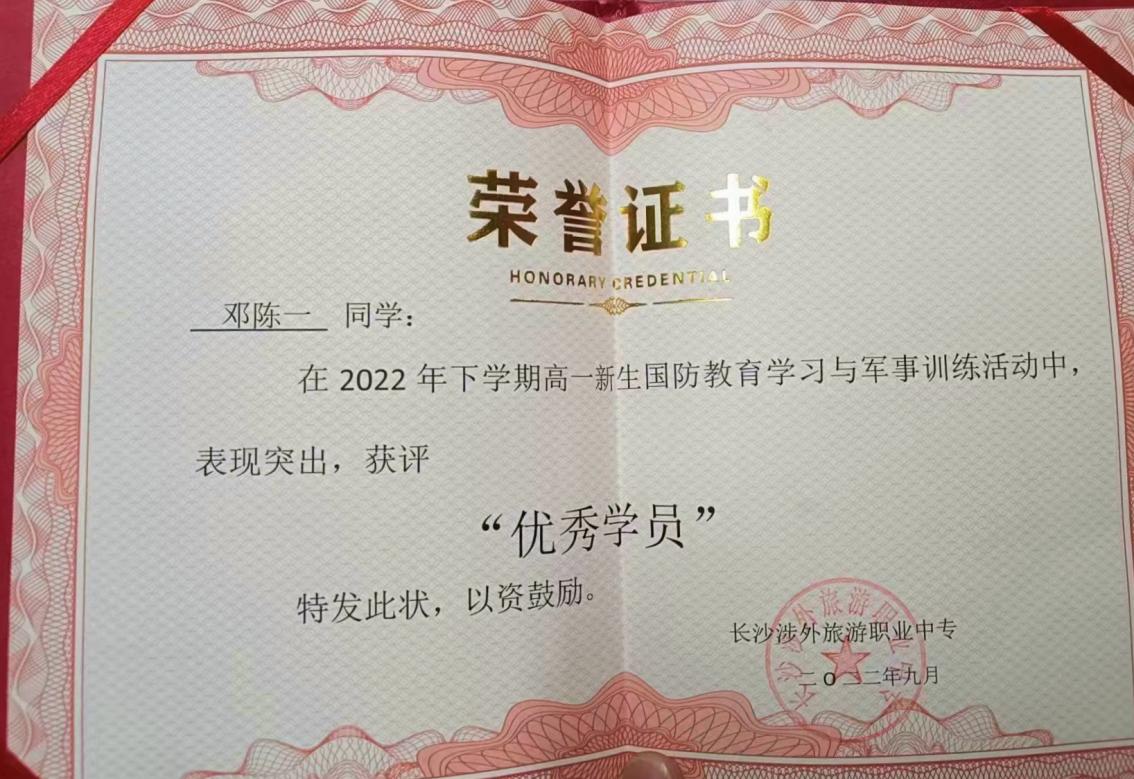 荣誉证书
HONORARY CREDENTIAL
邓陈一 同学：
在 2022 年下学期高一新生国防教育学习与军事训练活动中，
表现突出，获评
“优秀学员”
特发此状，以资鼓励。
长沙涉外旅游职业中专
二〇二二年九月